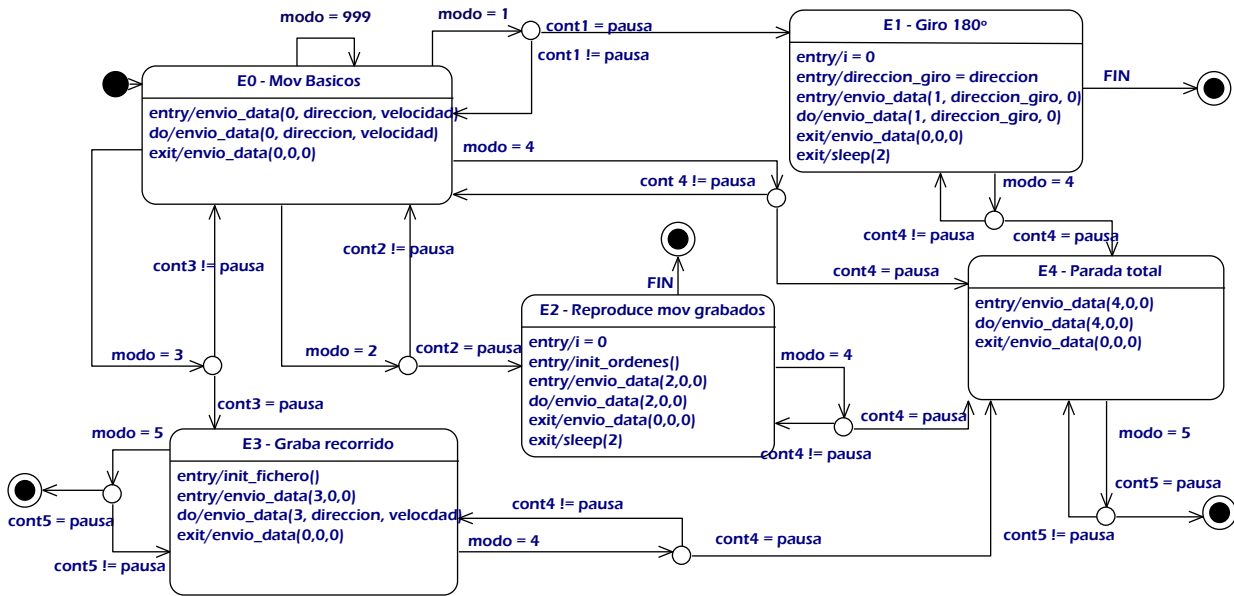 modo = 999
modo = 1
cont1 = pausa
cont1 != pausa
E0 - Mov Basicos
entry/envio_data(0, direccion, velocidad)
do/envio_data(0, direccion, velocidad)
exit/envio_data(0,0,0)
E1 - Giro 180º
entry/i = 0
entry/direccion_giro = direccion
entry/envio_data(1, direccion_giro, 0)
do/envio_data(1, direccion_giro, 0)
exit/envio_data(0,0,0)
exit/sleep(2)
FIN
modo = 4
cont 4 != pausa
modo = 4
cont4 != pausa
cont4 = pausa
cont3 != pausa
cont2 != pausa
cont4 = pausa
FIN
E4 - Parada total
entry/envio_data(4,0,0)
do/envio_data(4,0,0)
exit/envio_data(0,0,0)
E2 - Reproduce mov grabados
entry/i = 0
entry/init_ordenes()
entry/envio_data(2,0,0)
do/envio_data(2,0,0)
exit/envio_data(0,0,0)
exit/sleep(2)
modo = 3
modo = 2
cont2 = pausa
modo = 4
cont4 = pausa
cont4 != pausa
cont3 = pausa
modo = 5
E3 - Graba recorrido
entry/init_fichero()
entry/envio_data(3,0,0)
do/envio_data(3, direccion, velocdad)
exit/envio_data(0,0,0)
cont5 = pausa
cont5 != pausa
cont4 != pausa
modo = 4
cont4 = pausa
modo = 5
cont5 = pausa
cont5 != pausa